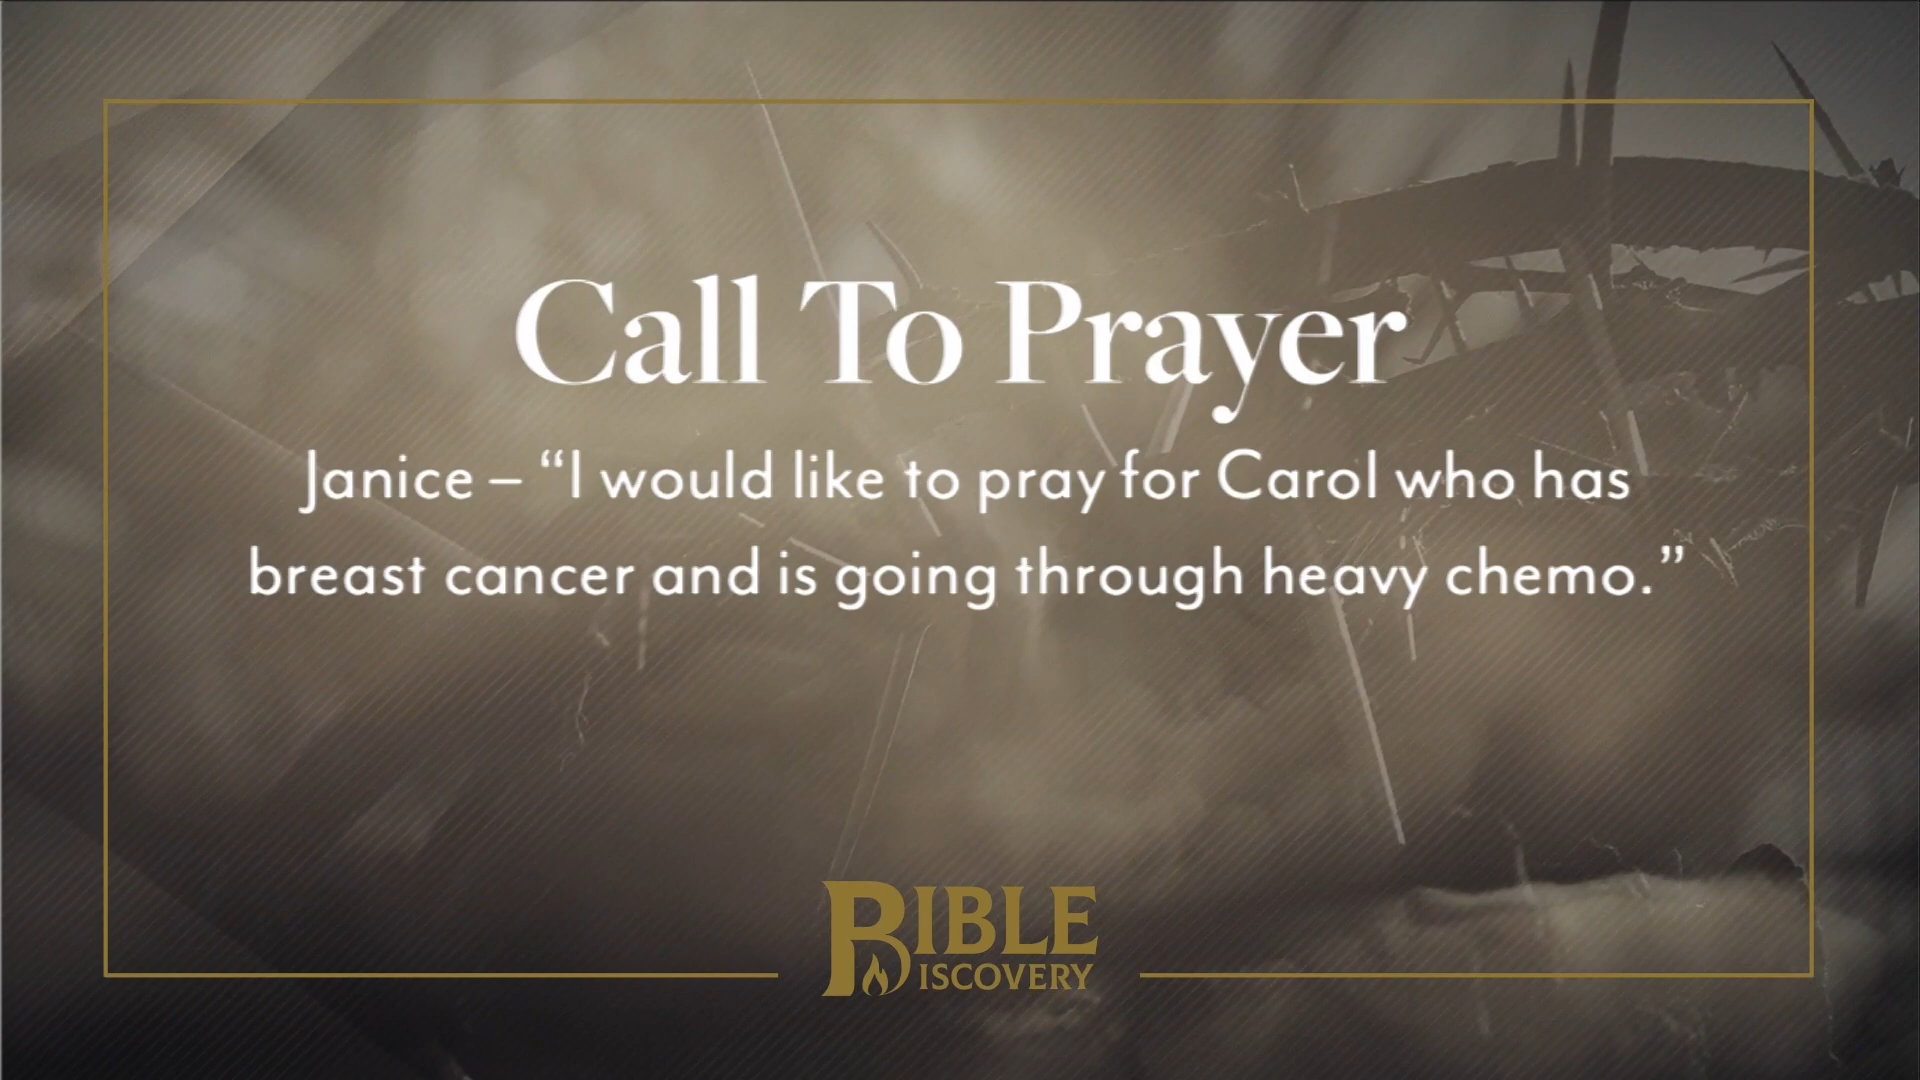 Call To Prayer
Janice – “I would like to pray for Carol who has
breast cancer and is going through heavy chemo.”
BIBLE
DISCOVERY